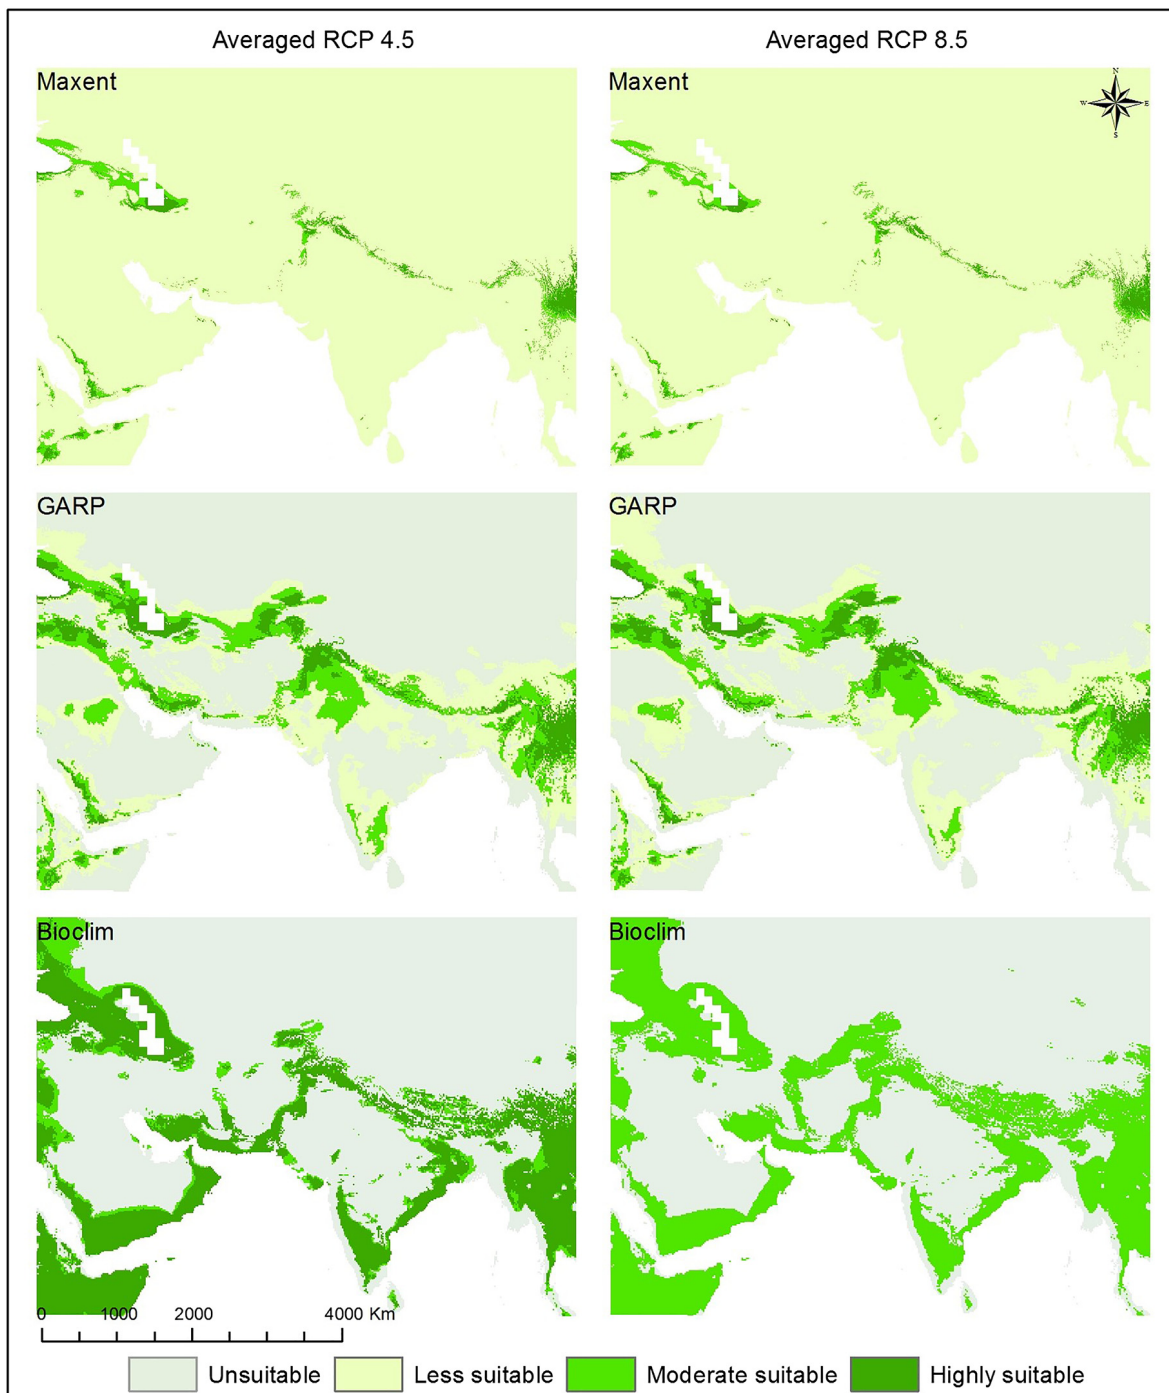 Averaged RCP 4.5
Averaged RCP 8.5
Maxent
Maxent
N
W E
S
GARP
GARP
Bioclim
Bioclim
0 1000 2000 4000 Km
Unsuitable Less suitable Moderate suitable Highly suitable